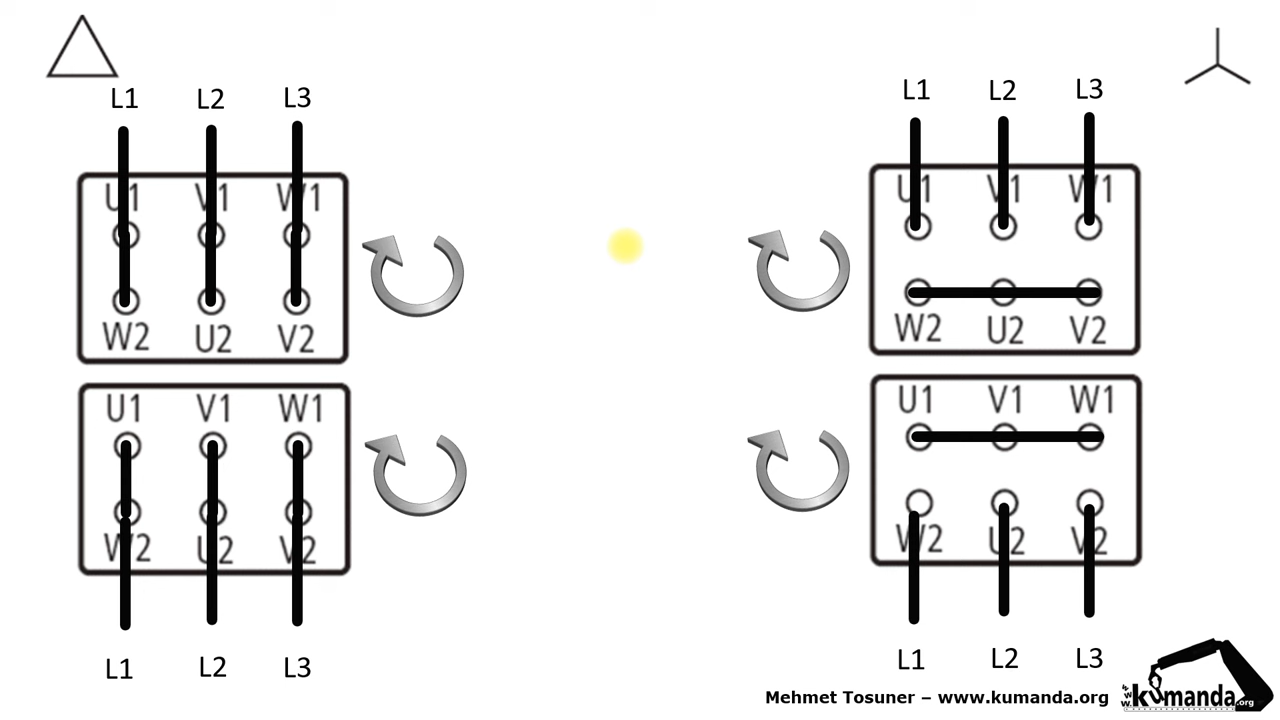 L1 L2 L3
U1 V1 W1
W2 U2 V2
U1 V1 W1
W2 U2 V2
L1 L2 L3
L1 L2 L3
U1 V1 W1
W2 U2 V2
U1 V1 W1
W2 U2 V2
L1 L2 L3
Mehmet Tosuner – www.kumanda.org
www.kumanda.org